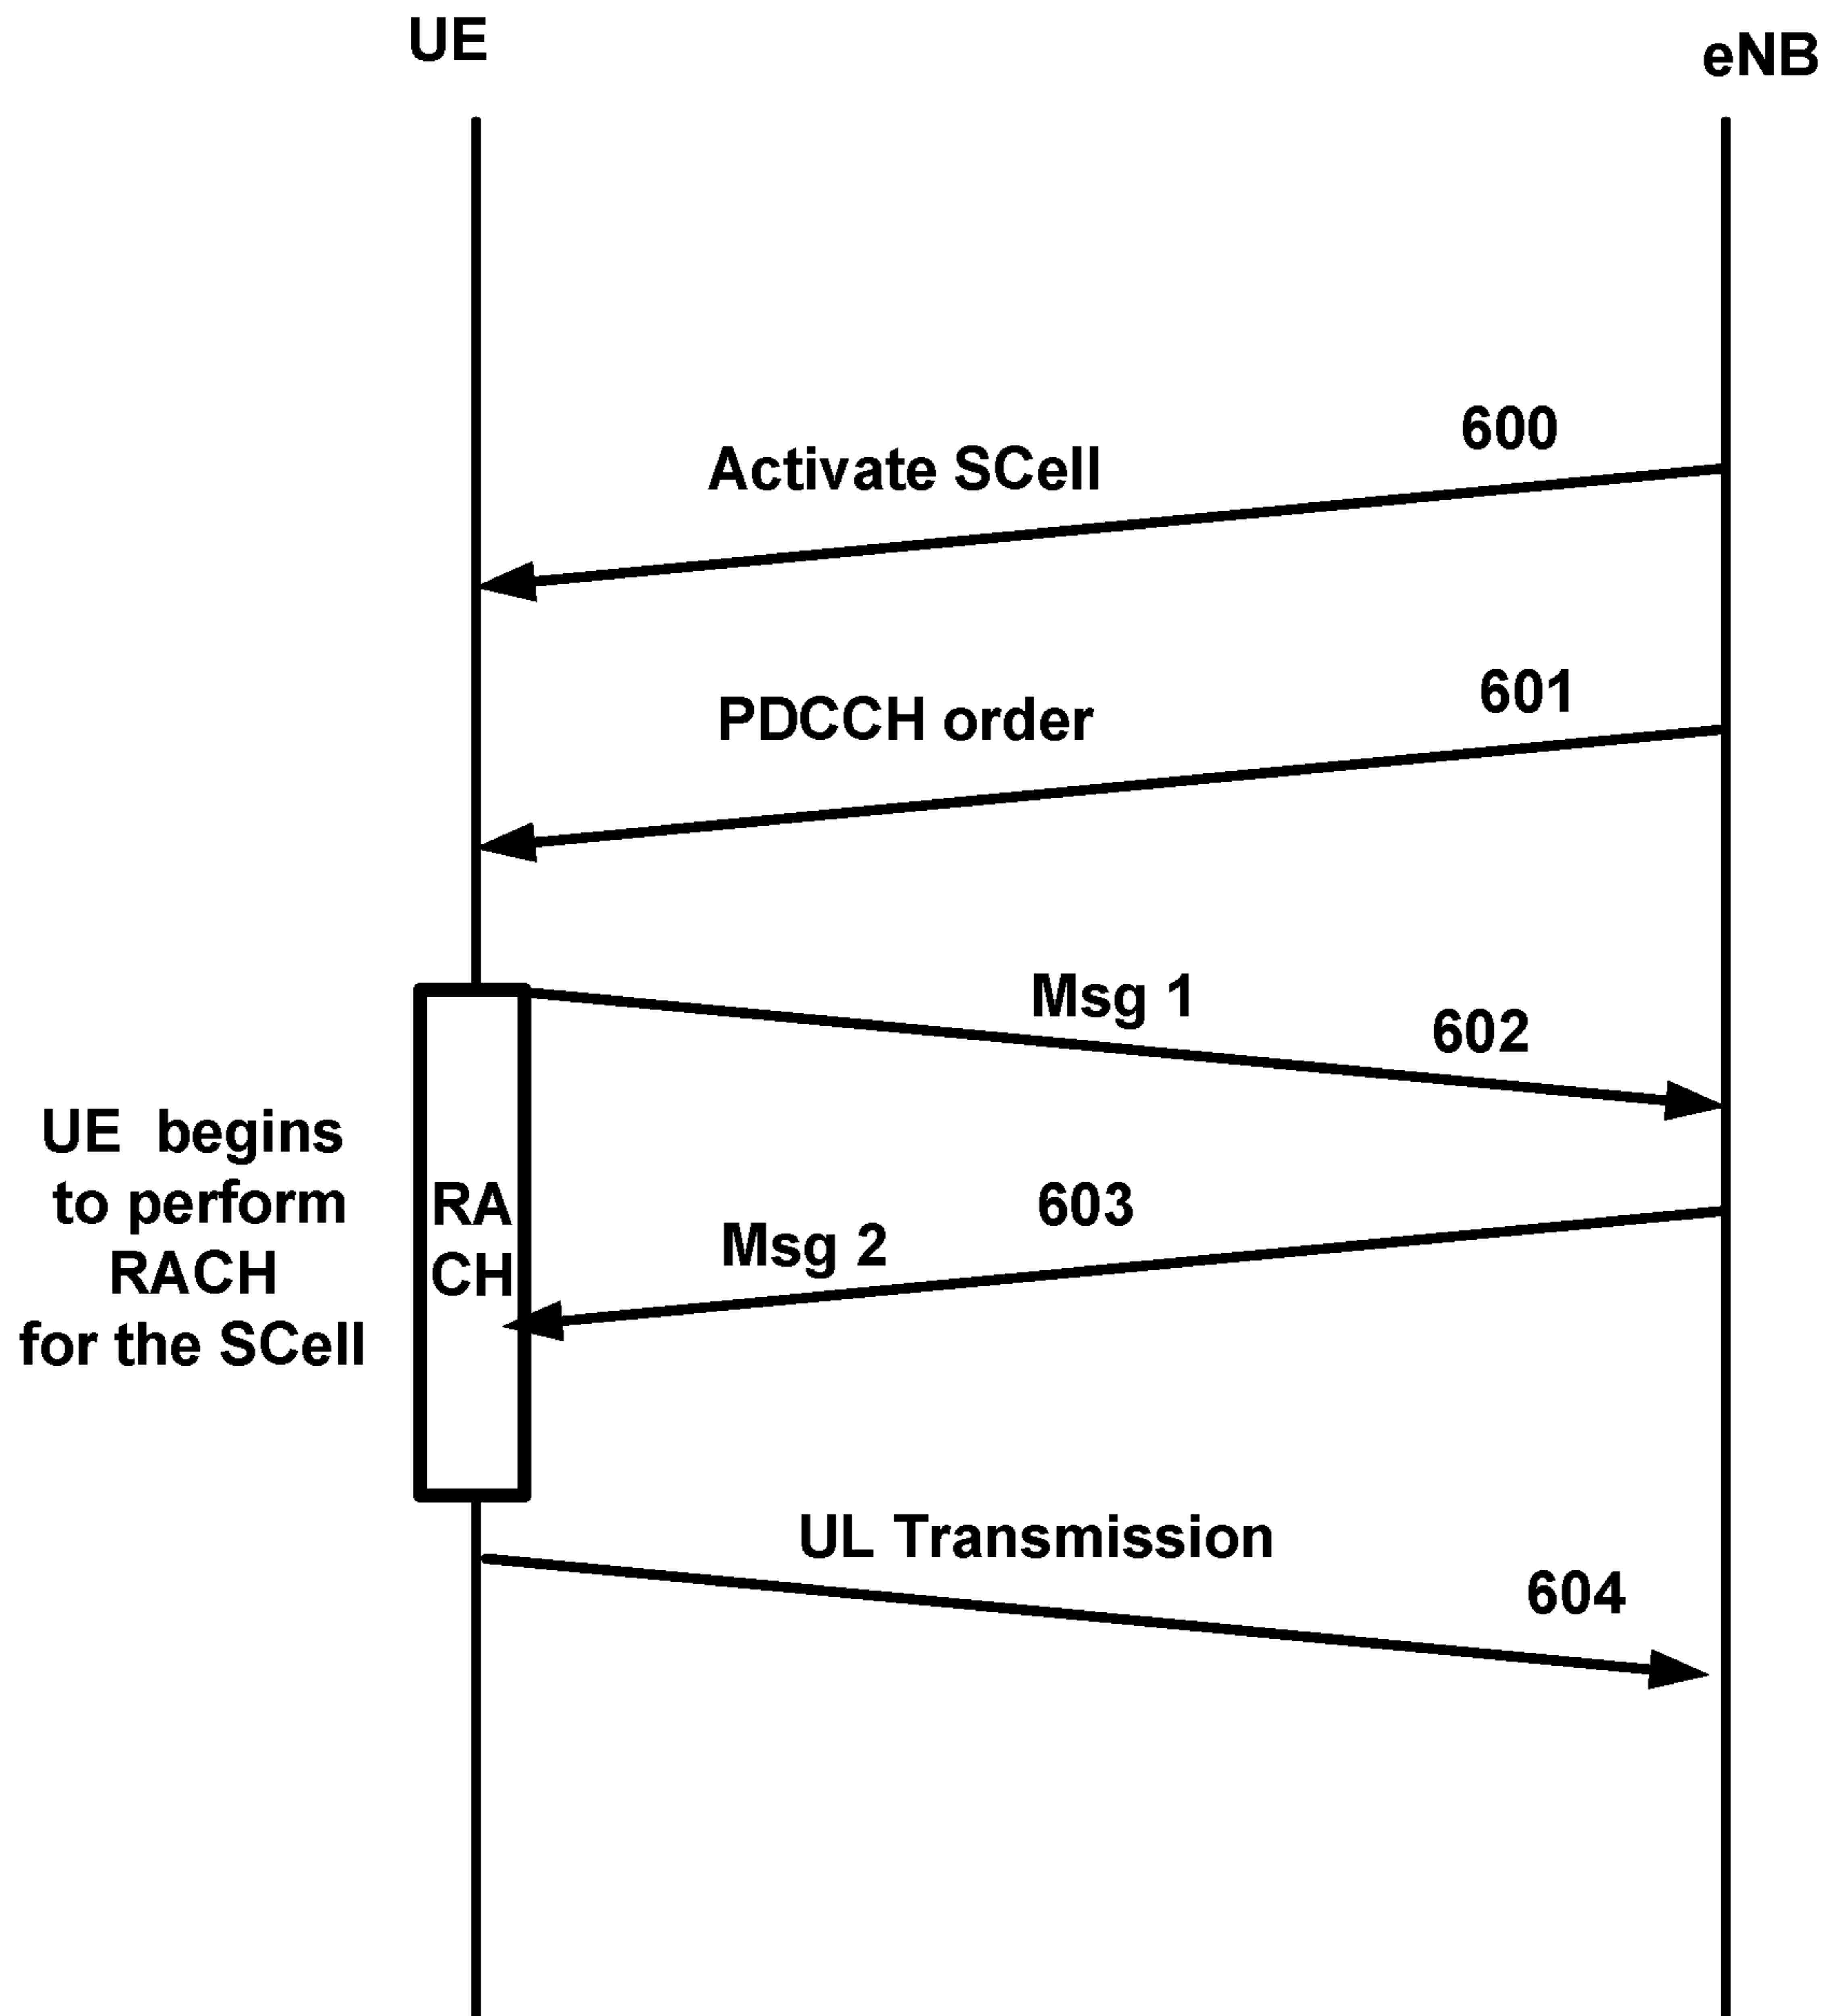 UE
eNB
600
Activate SCell
601
PDCCH order
Msg 1
602
UE begins
to perform
RACH
for the SCell
RA
CH
603
Msg 2
UL Transmission
604